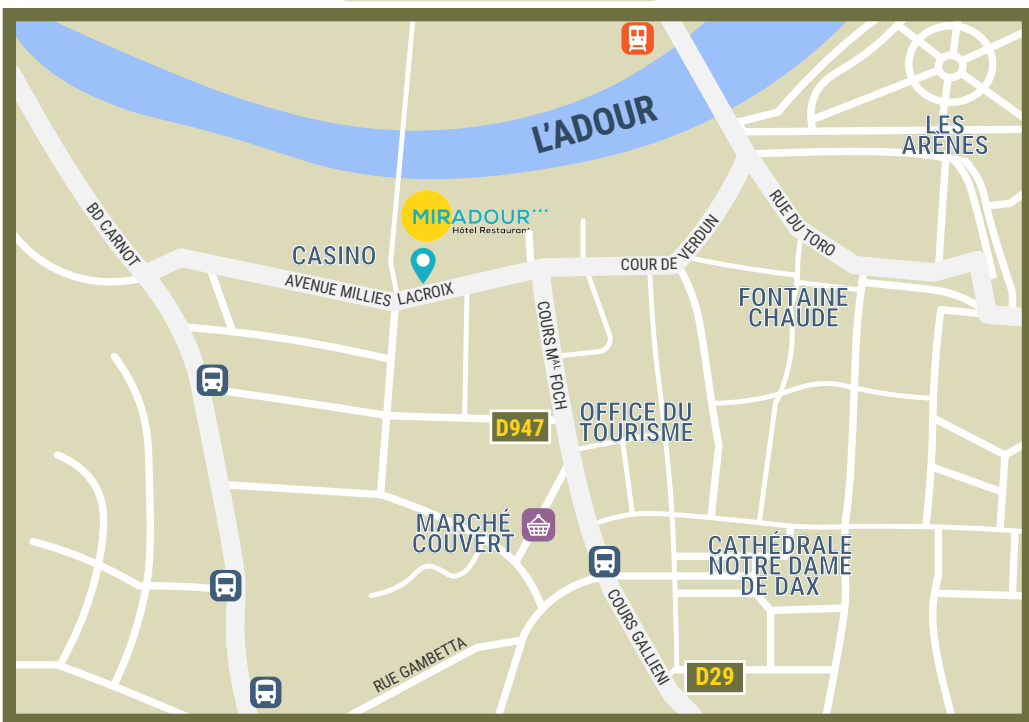 L'ADOUR
LES
ARÈNES
MIRADOUR***
Hôtel Restaurant
BD CARNOT
CASINO
AVENUE MILLIES LACROIX
COUR DE VERDUN
RUE DU TORO
FONTAINE
CHAUDE
COURS MAL FOCH
D947
OFFICE DU
TOURISME
MARCHÉ
COUVERT
CATHÉDRALE
NOTRE DAME
DE DAX
COURS GALLIENI
RUE GAMBETTA
D29